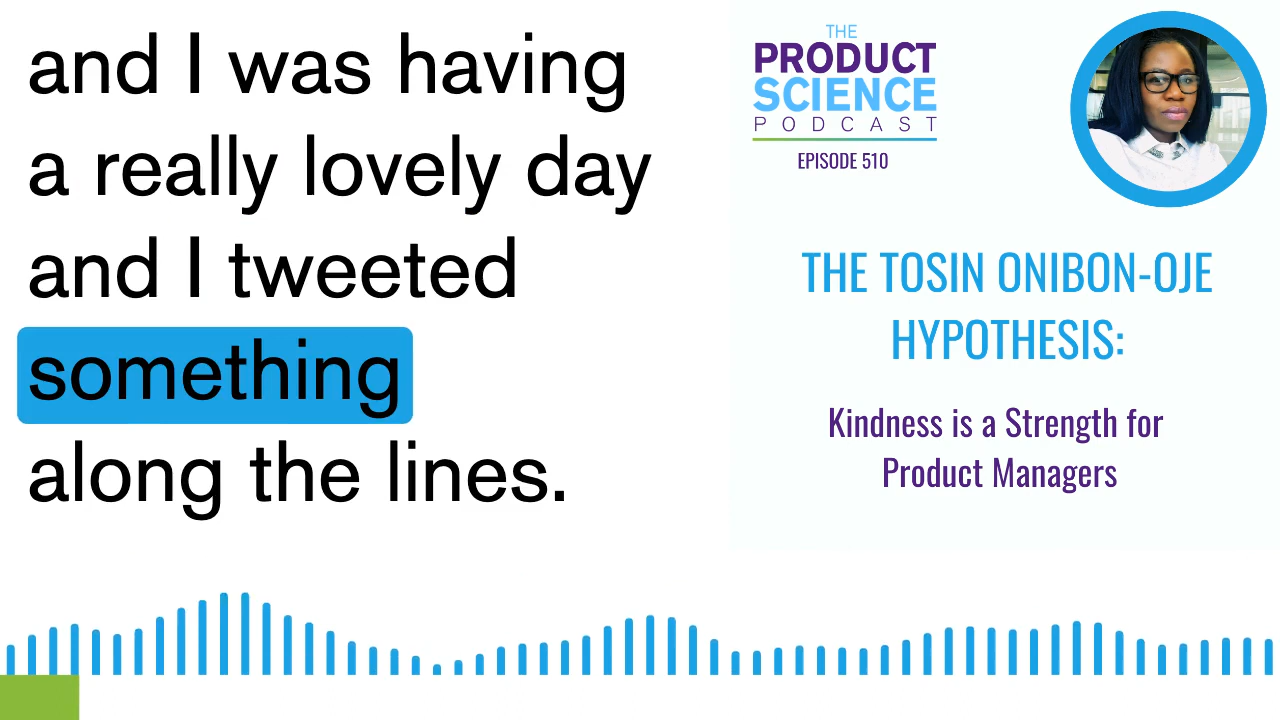 and I was having
a really lovely day
and I tweeted
something
along the lines.
THE
PRODUCT
SCIENCE
PODCAST
EPISODE 510
THE TOSIN ONIBON-OJE
HYPOTHESIS:
Kindness is a Strength for
Product Managers